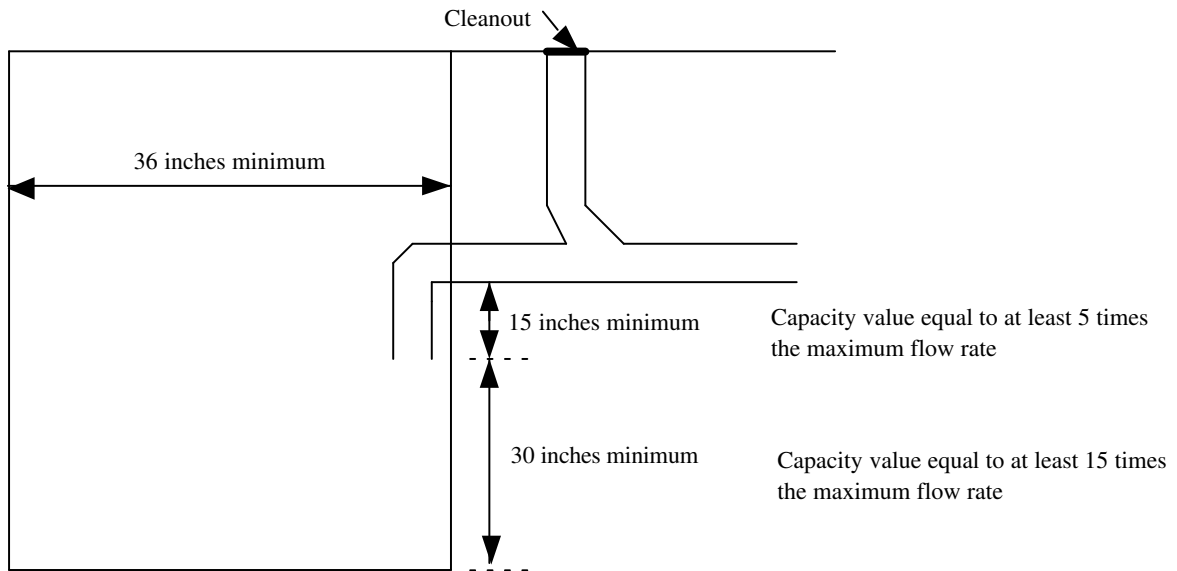 Cleanout
36 inches minimum
15 inches minimum
Capacity value equal to at least 5 times
the maximum flow rate
30 inches minimum
Capacity value equal to at least 15 times
the maximum flow rate